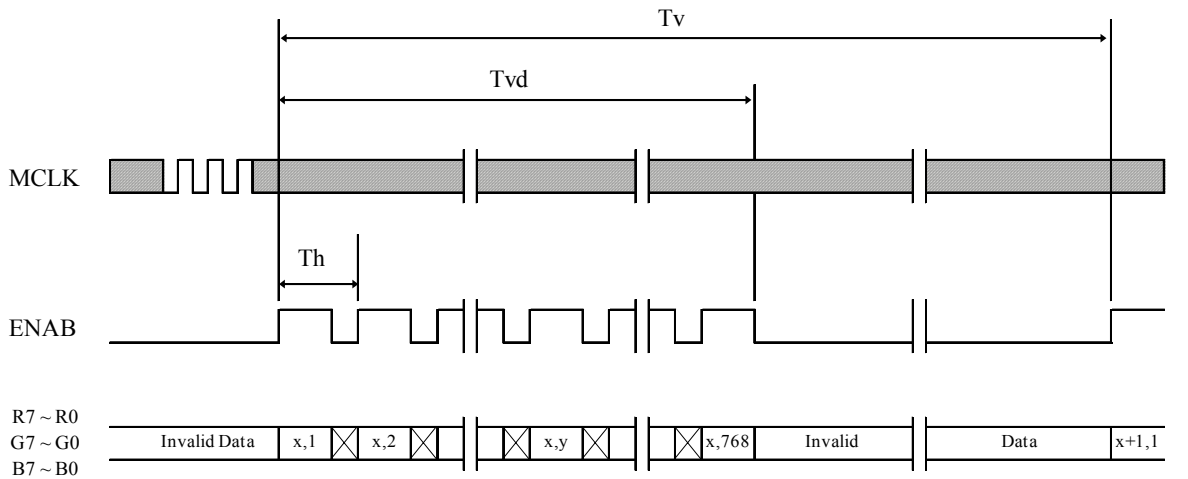 Tv
Tvd
MCLK
Th
ENAB
R7 ~ R0
G7 ~ G0
B7 ~ B0
Invalid Data x,1 x,2 x,y x,768 Invalid Data x+1,1